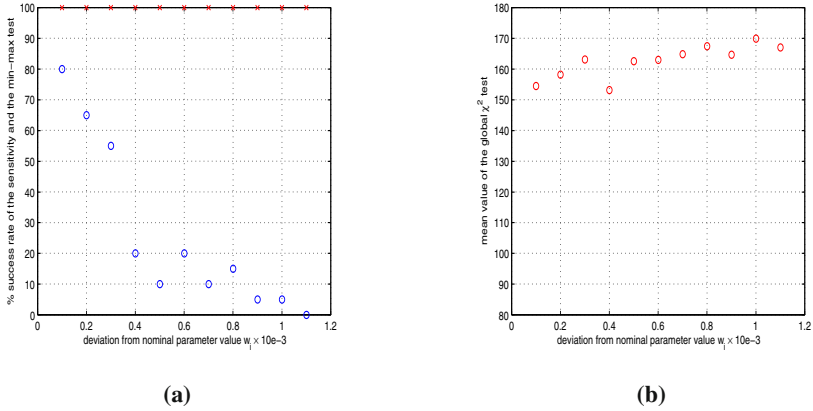 100
90
80
70
60
50
40
30
20
10
0
% success rate of the sensitivity and the min−max test
0 0.2 0.4 0.6 0.8 1 1.2
deviation from nominal parameter value w_i × 10e−3
(a)
180
170
160
150
140
130
120
110
100
90
80
mean value of the global χ² test
0 0.2 0.4 0.6 0.8 1 1.2
deviation from nominal parameter value w_i × 10e−3
(b)